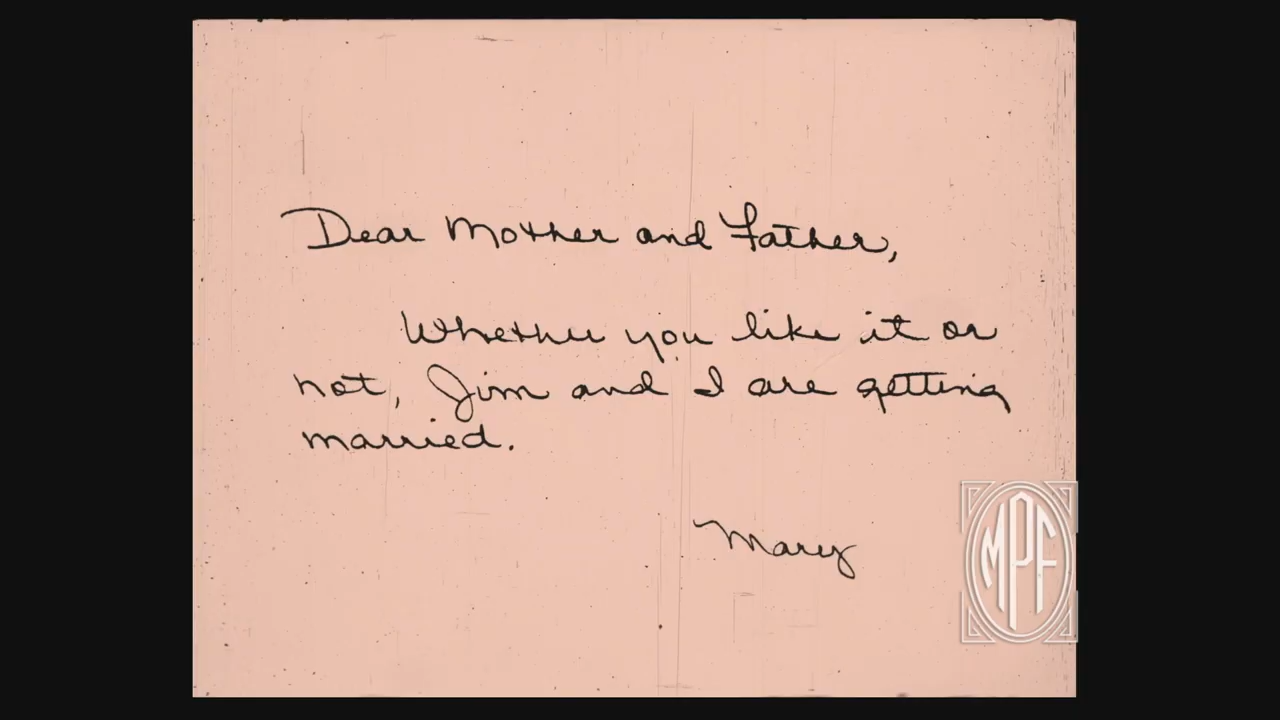 Dear Mother and Father,
Whether you like it or
not, Jim and I are getting
married.
Mary
MPF